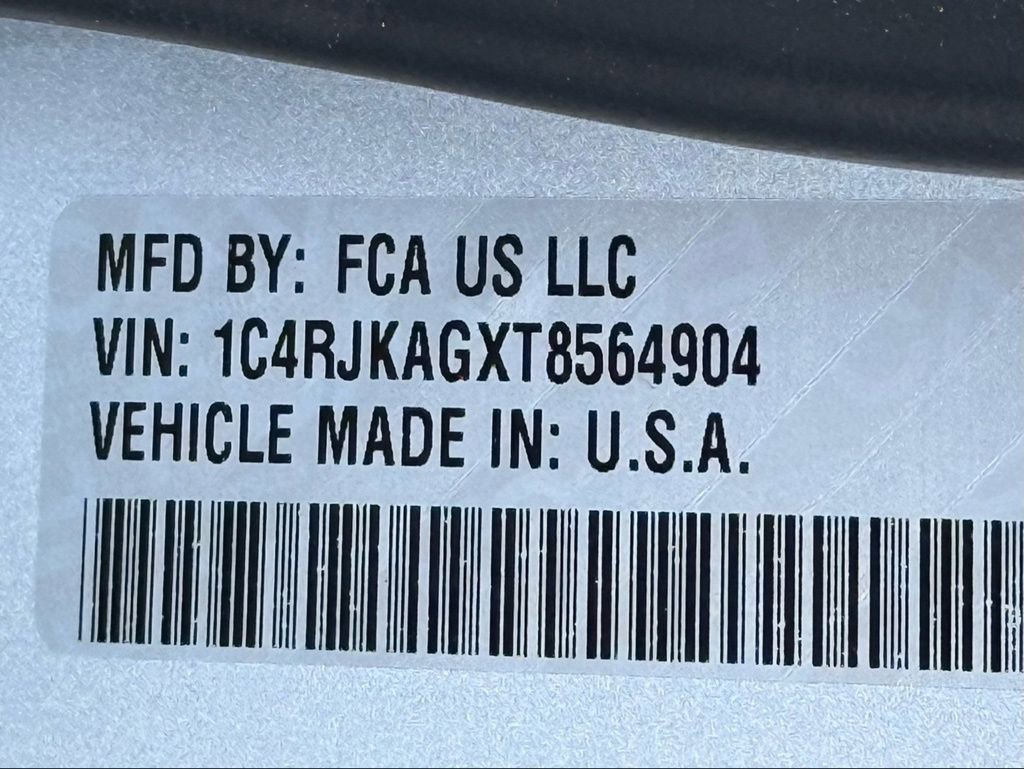 MFD BY: FCA US LLC
VIN: 1C4RJKAGXT8564904
VEHICLE MADE IN: U.S.A.